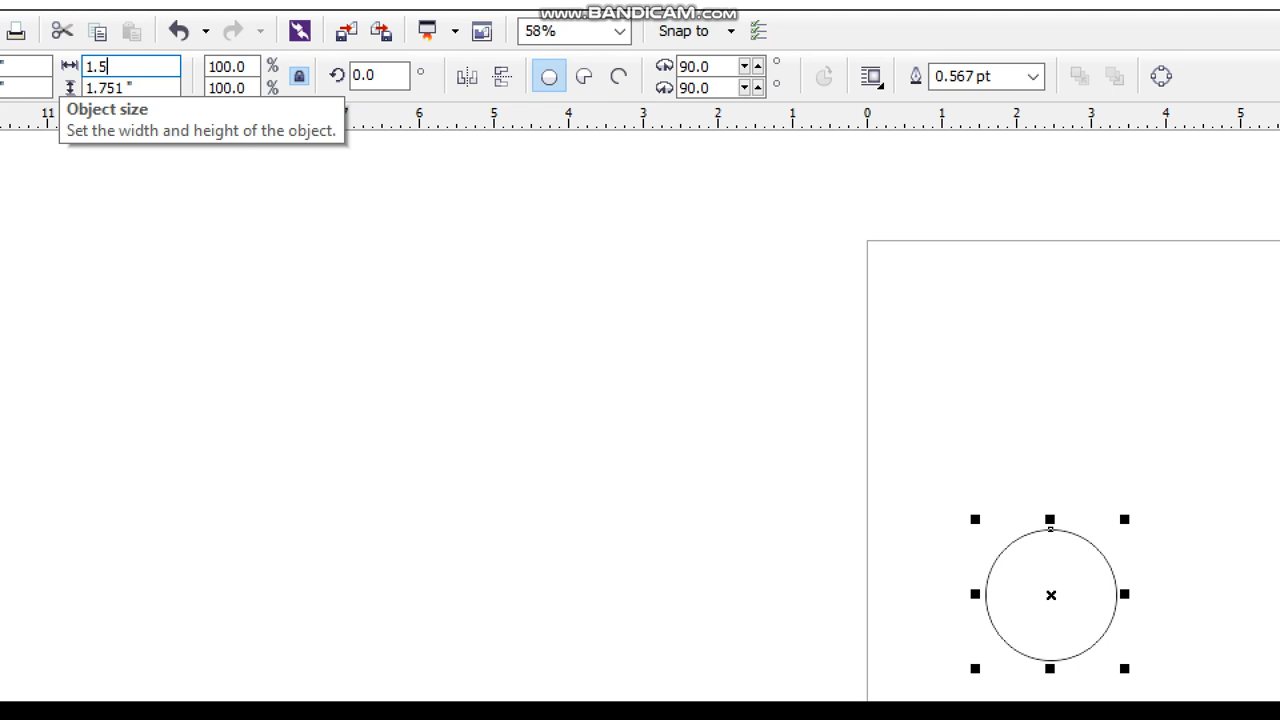 www.BANDICAM.com
58%
Snap to
"
1.5
100.0 %
90.0 °
0.0 °
0.567 pt
"
1.751 "
100.0 %
90.0 °
Object size
Set the width and height of the object.
11 7 6 5 4 3 2 1 0 1 2 3 4 5